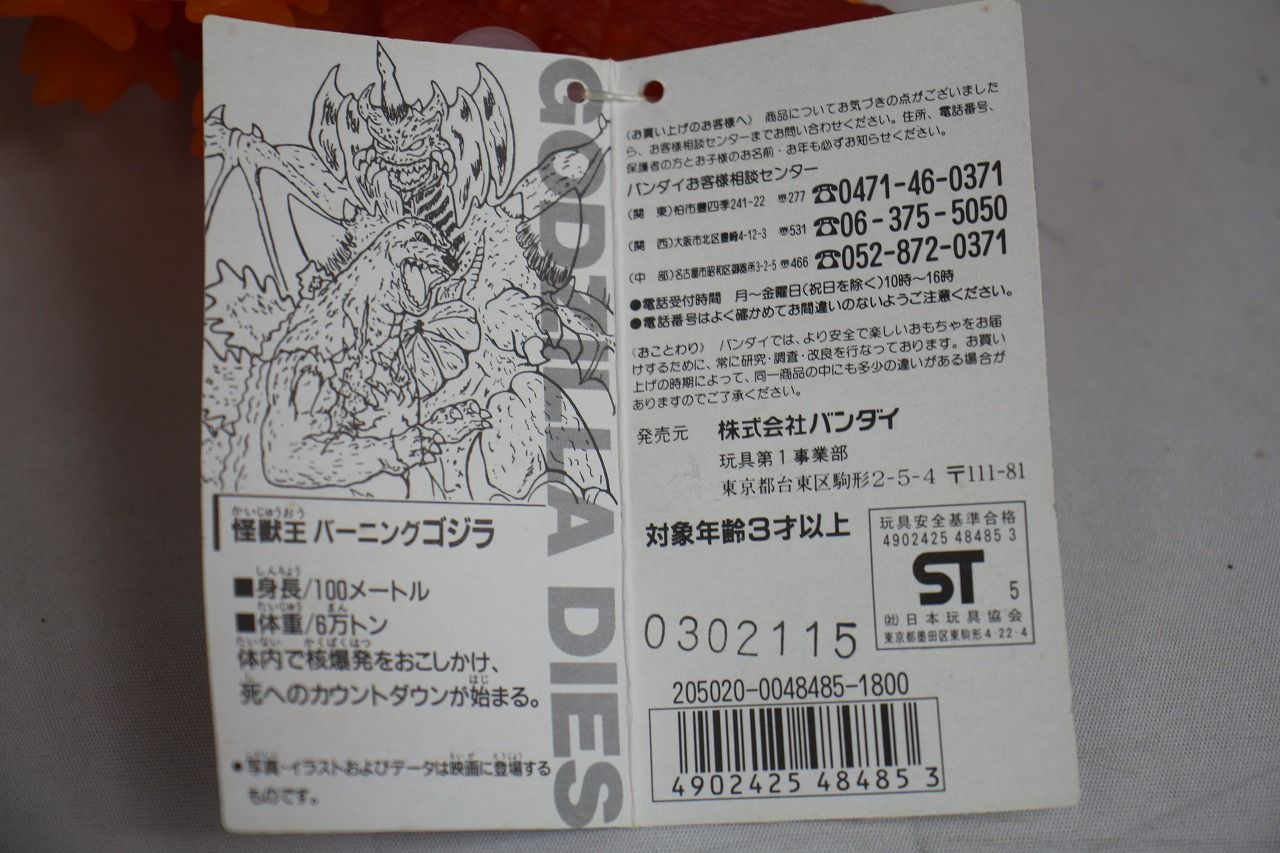 GODZILLA DIES
かいじゅうおう
怪獣王 バーニングゴジラ
しんちょう
■身長/100メートル
たいじゅう まん
■体重/6万トン
たいない かくばくはつ
体内で核爆発をおこしかけ、
し はじ
死へのカウントダウンが始まる。
えいが とうじょう
●写真・イラストおよびデータは映画に登場する
ものです。
〈お買い上げのお客様へ〉 商品についてお気づきの点がございました
ら、お客様相談センターまでお問い合わせください。住所、電話番号、
保護者の方とお子様のお名前・お年も必ずお知らせください。
バンダイお客様相談センター
(関 東)柏市豊四季241-22 〠277 ☎0471-46-0371
(関 西)大阪市北区豊崎4-12-3 〠531 ☎06-375-5050
(中 部)名古屋市昭和区御器所3-2-5 〠466 ☎052-872-0371
●電話受付時間 月〜金曜日(祝日を除く)10時〜16時
●電話番号はよく確かめてお間違いのないようご注意ください。
〈おことわり〉 バンダイでは、より安全で楽しいおもちゃをお届
けするために、常に研究・調査・改良を行なっております。お買い
上げの時期によって、同一商品の中にも多少の違いがある場合が
ありますのでご了承ください。
発売元 株式会社バンダイ
玩具第1事業部
東京都台東区駒形2-5-4 〒111-81
対象年齢3才以上
玩具安全基準合格
4902425 48485 3
ST 5
㈳日本玩具協会
東京都墨田区東駒形4-22-4
0302115
205020-0048485-1800
4902425 48485 3